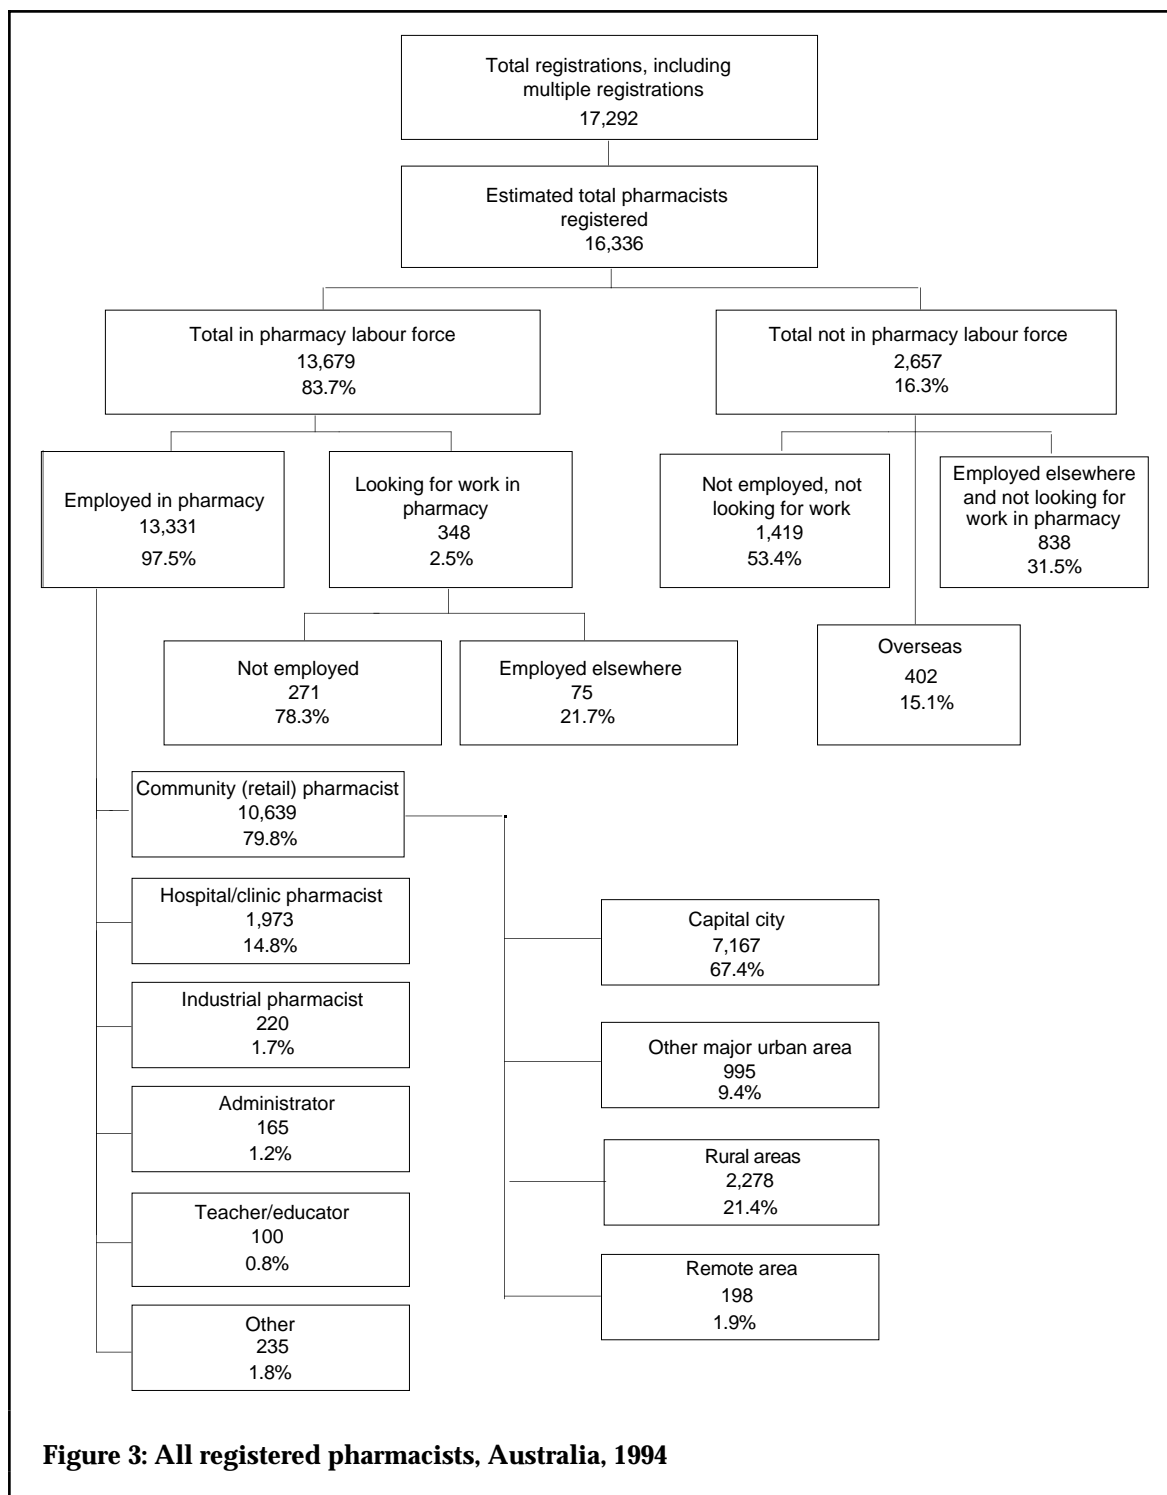 Total registrations, including
multiple registrations
17,292
Estimated total pharmacists
registered
16,336
Total in pharmacy labour force
13,679
83.7%
Total not in pharmacy labour force
2,657
16.3%
Employed in pharmacy
13,331
97.5%
Looking for work in
pharmacy
348
2.5%
Not employed, not
looking for work
1,419
53.4%
Employed elsewhere
and not looking for
work in pharmacy
838
31.5%
Not employed
271
78.3%
Employed elsewhere
75
21.7%
Overseas
402
15.1%
Community (retail) pharmacist
10,639
79.8%
Hospital/clinic pharmacist
1,973
14.8%
Industrial pharmacist
220
1.7%
Administrator
165
1.2%
Teacher/educator
100
0.8%
Other
235
1.8%
Capital city
7,167
67.4%
Other major urban area
995
9.4%
Rural areas
2,278
21.4%
Remote area
198
1.9%
Figure 3: All registered pharmacists, Australia, 1994